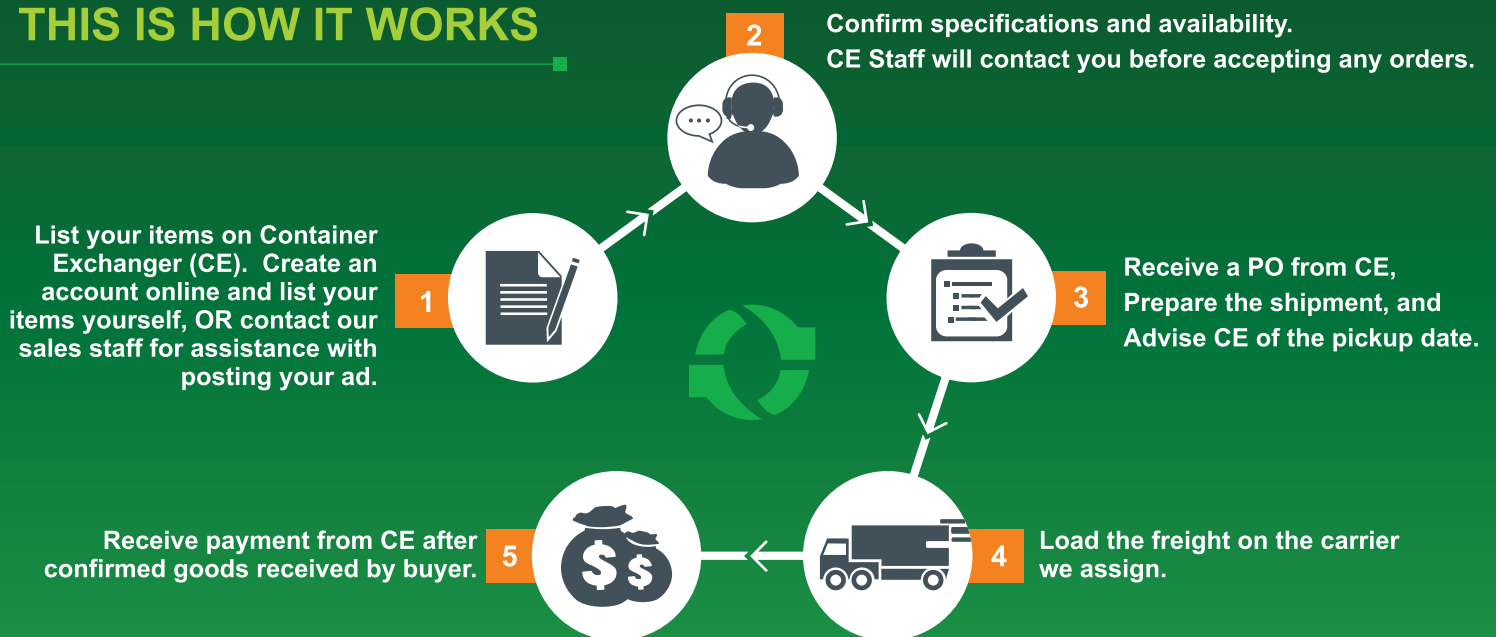 THIS IS HOW IT WORKS
1
List your items on Container
Exchanger (CE).  Create an
account online and list your
items yourself, OR contact our
sales staff for assistance with
posting your ad.
2
Confirm specifications and availability.
CE Staff will contact you before accepting any orders.
3
Receive a PO from CE,
Prepare the shipment, and
Advise CE of the pickup date.
4
Load the freight on the carrier
we assign.
5
Receive payment from CE after
confirmed goods received by buyer.
$
$